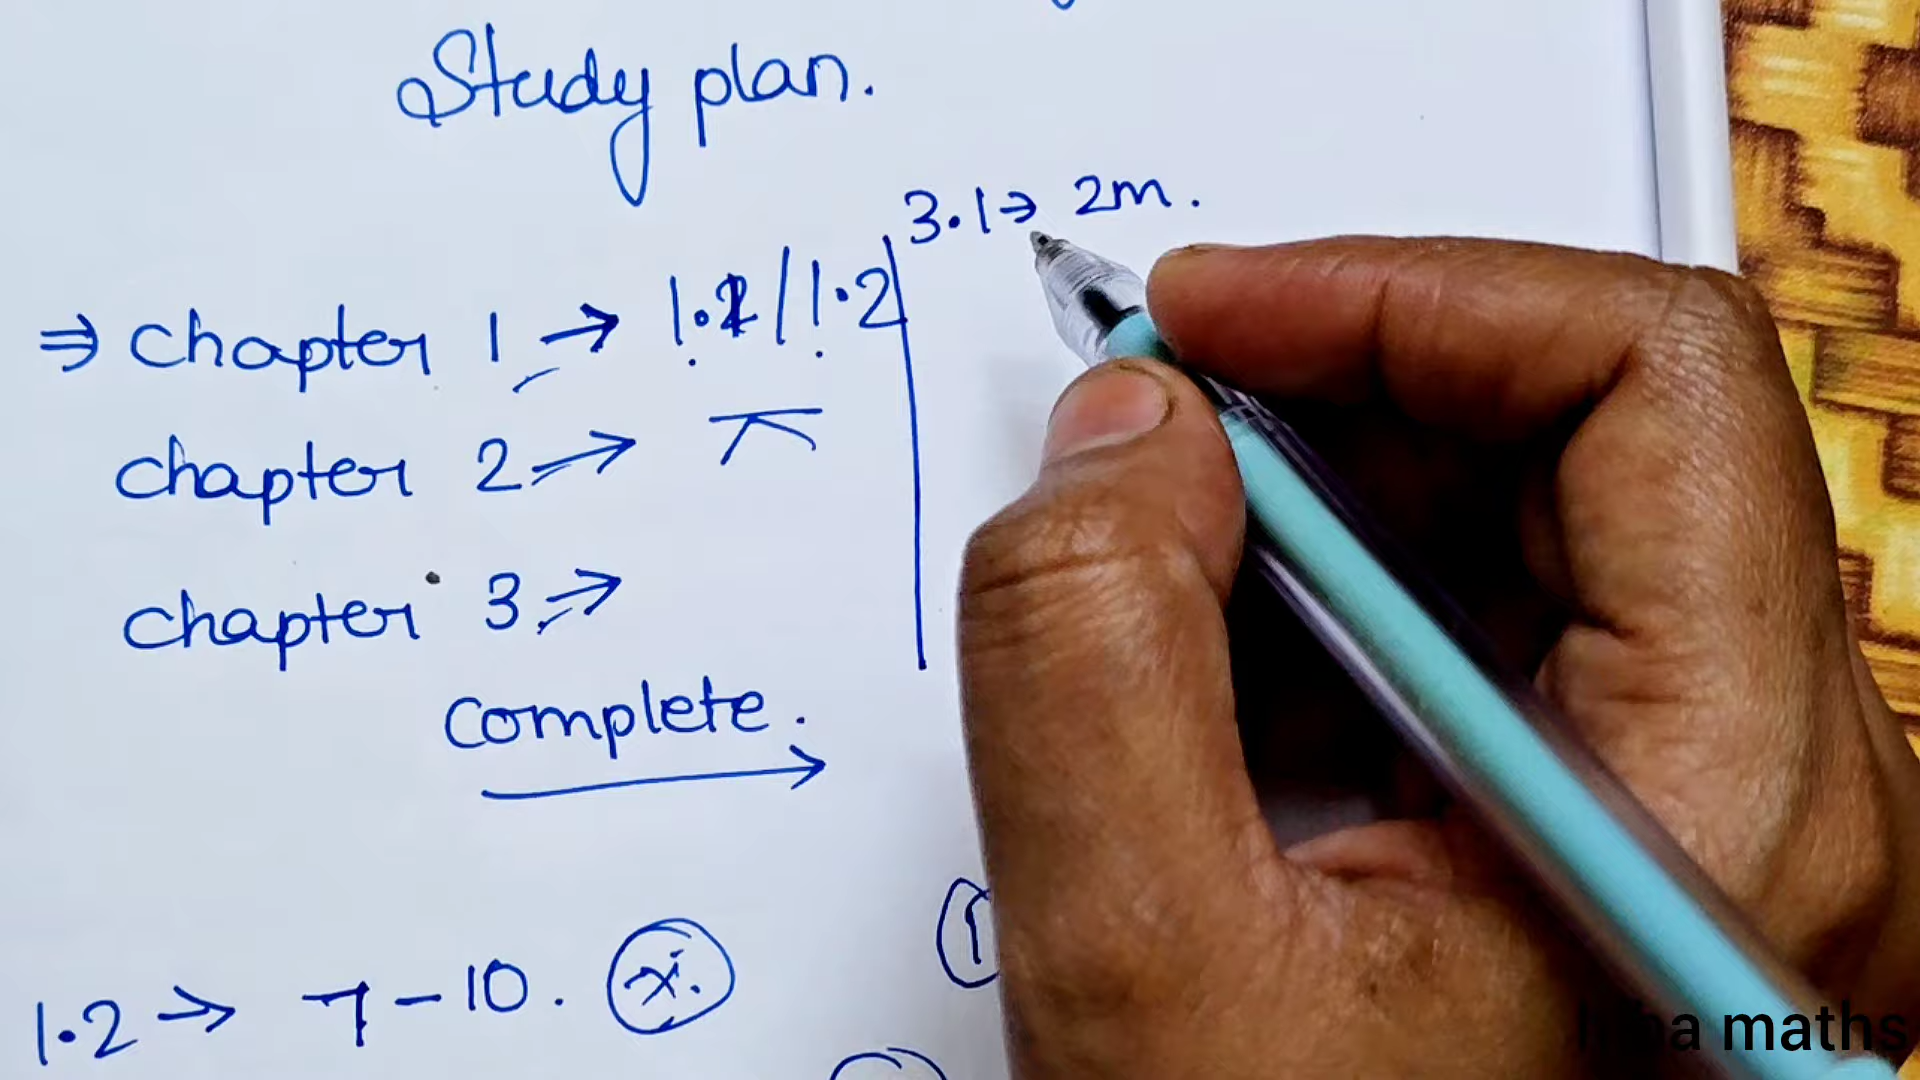 Study plan.
3.1→ 2m.
⇒ chapter 1 → 1.1/1.2
chapter 2 →
chapter 3 →
complete.
1.2 → 7-10. x.
maths